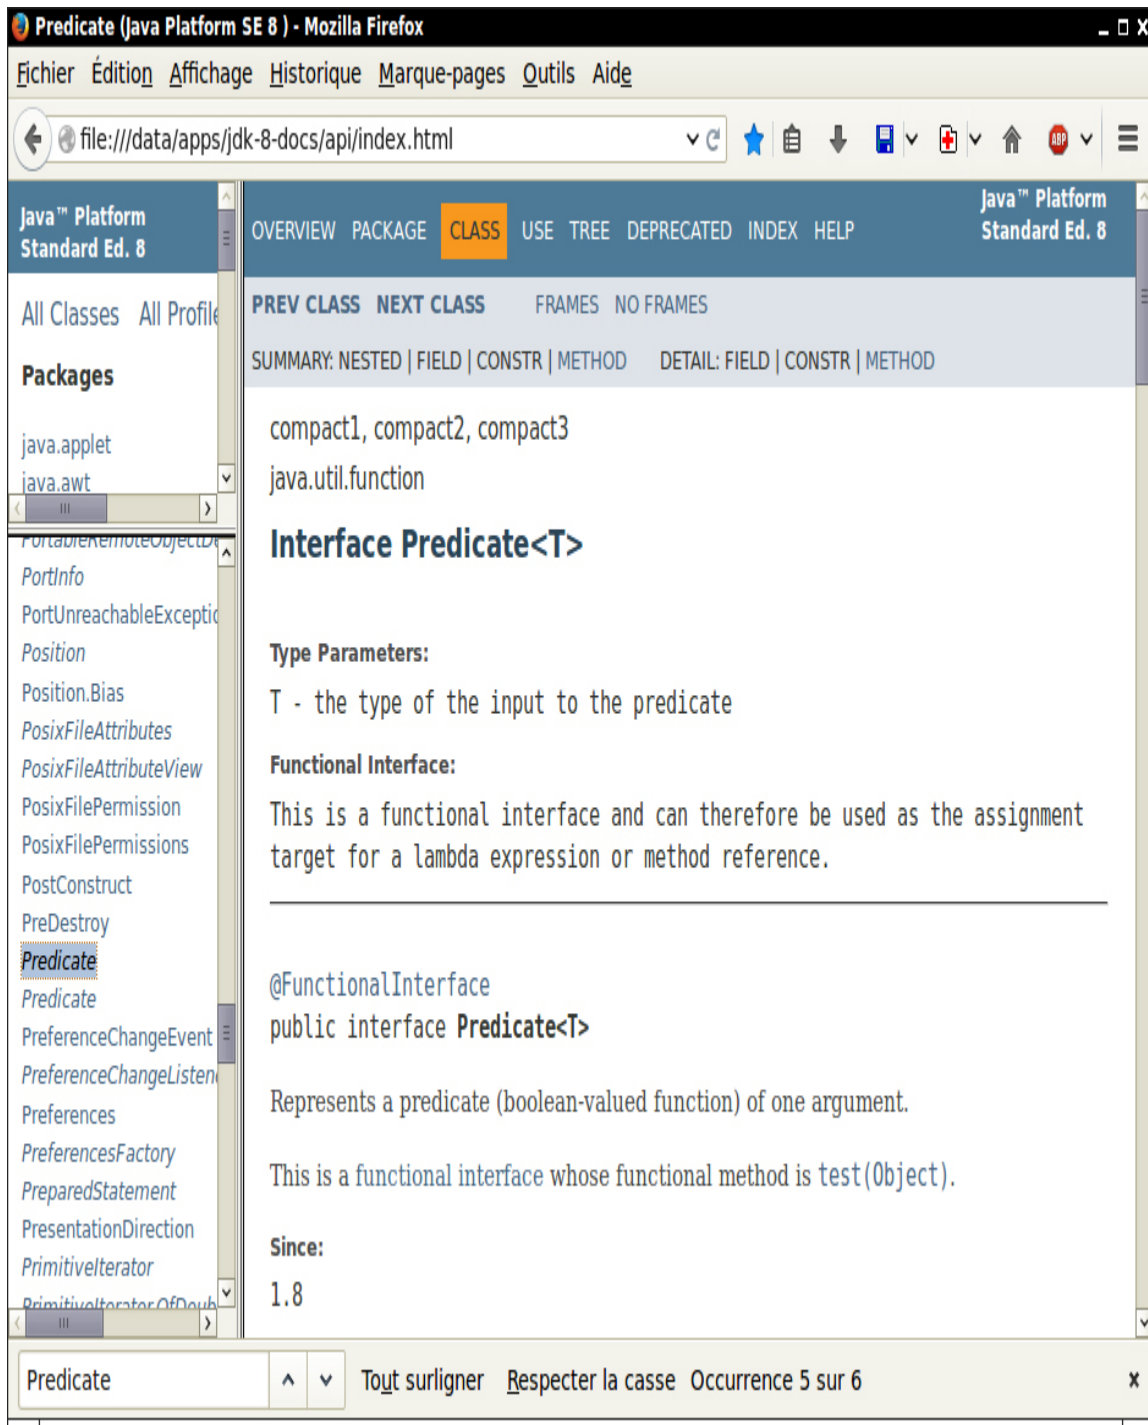 Predicate (Java Platform SE 8 ) - Mozilla Firefox
Fichier Édition Affichage Historique Marque-pages Outils Aide
file:///data/apps/jdk-8-docs/api/index.html
ABP
Java™ Platform
Standard Ed. 8
All Classes All Profile
Packages
java.applet
java.awt
PortableRemoteObjectDe
PortInfo
PortUnreachableExceptio
Position
Position.Bias
PosixFileAttributes
PosixFileAttributeView
PosixFilePermission
PosixFilePermissions
PostConstruct
PreDestroy
Predicate
Predicate
PreferenceChangeEvent
PreferenceChangeListene
Preferences
PreferencesFactory
PreparedStatement
PresentationDirection
PrimitiveIterator
PrimitiveIterator.OfDoub
OVERVIEW PACKAGE CLASS USE TREE DEPRECATED INDEX HELP
Java™ Platform
Standard Ed. 8
PREV CLASS NEXT CLASS FRAMES NO FRAMES
SUMMARY: NESTED | FIELD | CONSTR | METHOD DETAIL: FIELD | CONSTR | METHOD
compact1, compact2, compact3
java.util.function
Interface Predicate<T>
Type Parameters:
T - the type of the input to the predicate
Functional Interface:
This is a functional interface and can therefore be used as the assignment
target for a lambda expression or method reference.
@FunctionalInterface
public interface Predicate<T>
Represents a predicate (boolean-valued function) of one argument.
This is a functional interface whose functional method is test(Object).
Since:
1.8
Predicate Tout surligner Respecter la casse Occurrence 5 sur 6